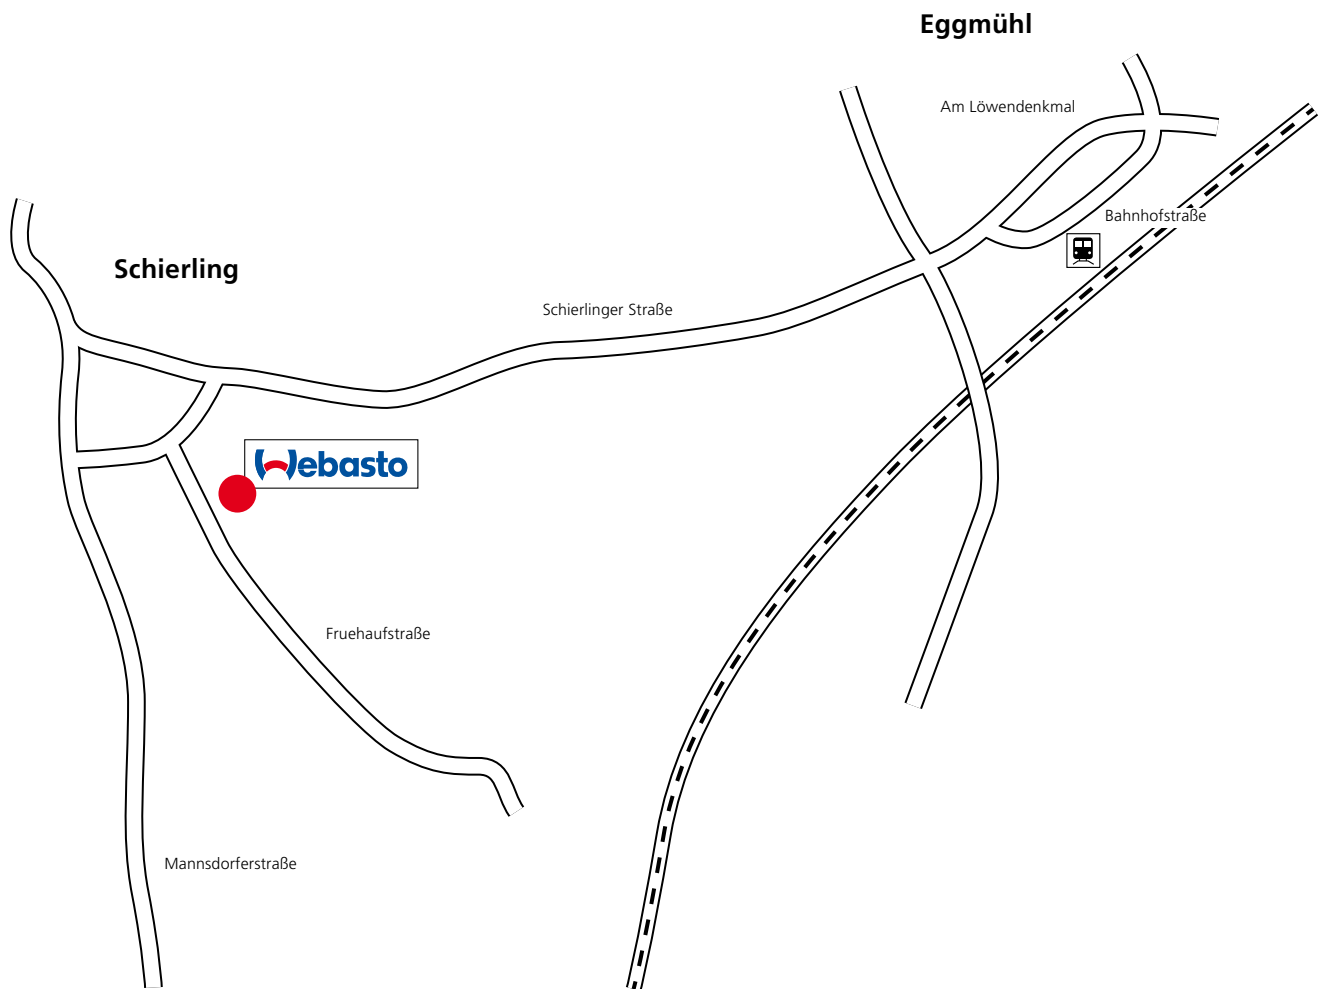 Eggmühl
Am Löwendenkmal
Bahnhofstraße
Schierling
Schierlinger Straße
Webasto
Fruehaufstraße
Mannsdorferstraße